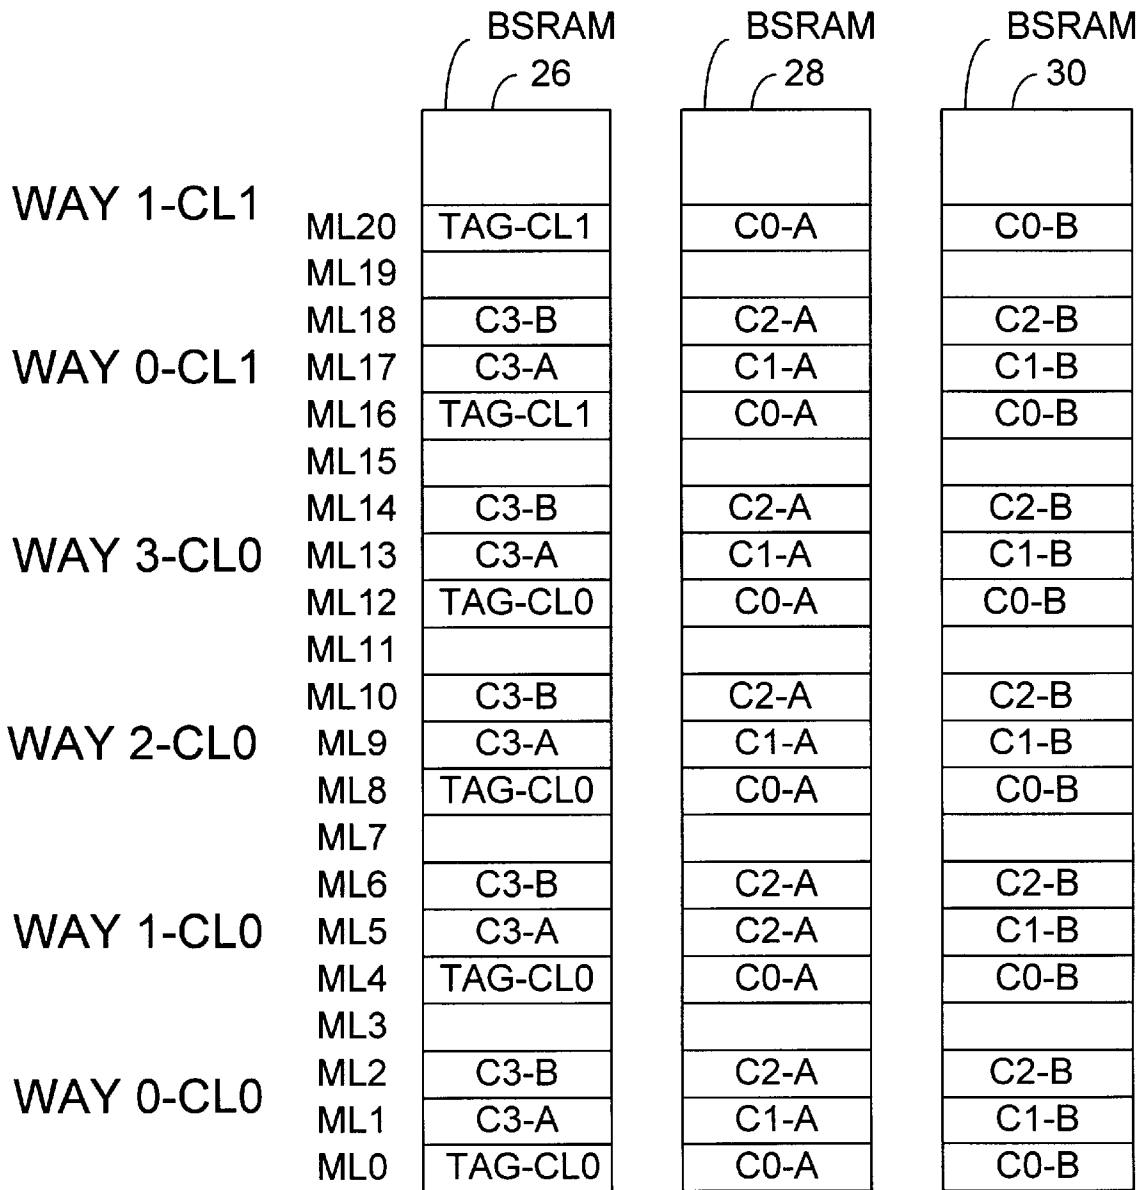 BSRAM BSRAM BSRAM
26 28 30
WAY 1-CL1
ML20 TAG-CL1 C0-A C0-B
ML19
ML18 C3-B C2-A C2-B
WAY 0-CL1
ML17 C3-A C1-A C1-B
ML16 TAG-CL1 C0-A C0-B
ML15
ML14 C3-B C2-A C2-B
WAY 3-CL0 ML13 C3-A C1-A C1-B
ML12 TAG-CL0 C0-A C0-B
ML11
ML10 C3-B C2-A C2-B
WAY 2-CL0 ML9 C3-A C1-A C1-B
ML8 TAG-CL0 C0-A C0-B
ML7
ML6 C3-B C2-A C2-B
WAY 1-CL0 ML5 C3-A C2-A C1-B
ML4 TAG-CL0 C0-A C0-B
ML3
ML2 C3-B C2-A C2-B
WAY 0-CL0
ML1 C3-A C1-A C1-B
ML0 TAG-CL0 C0-A C0-B